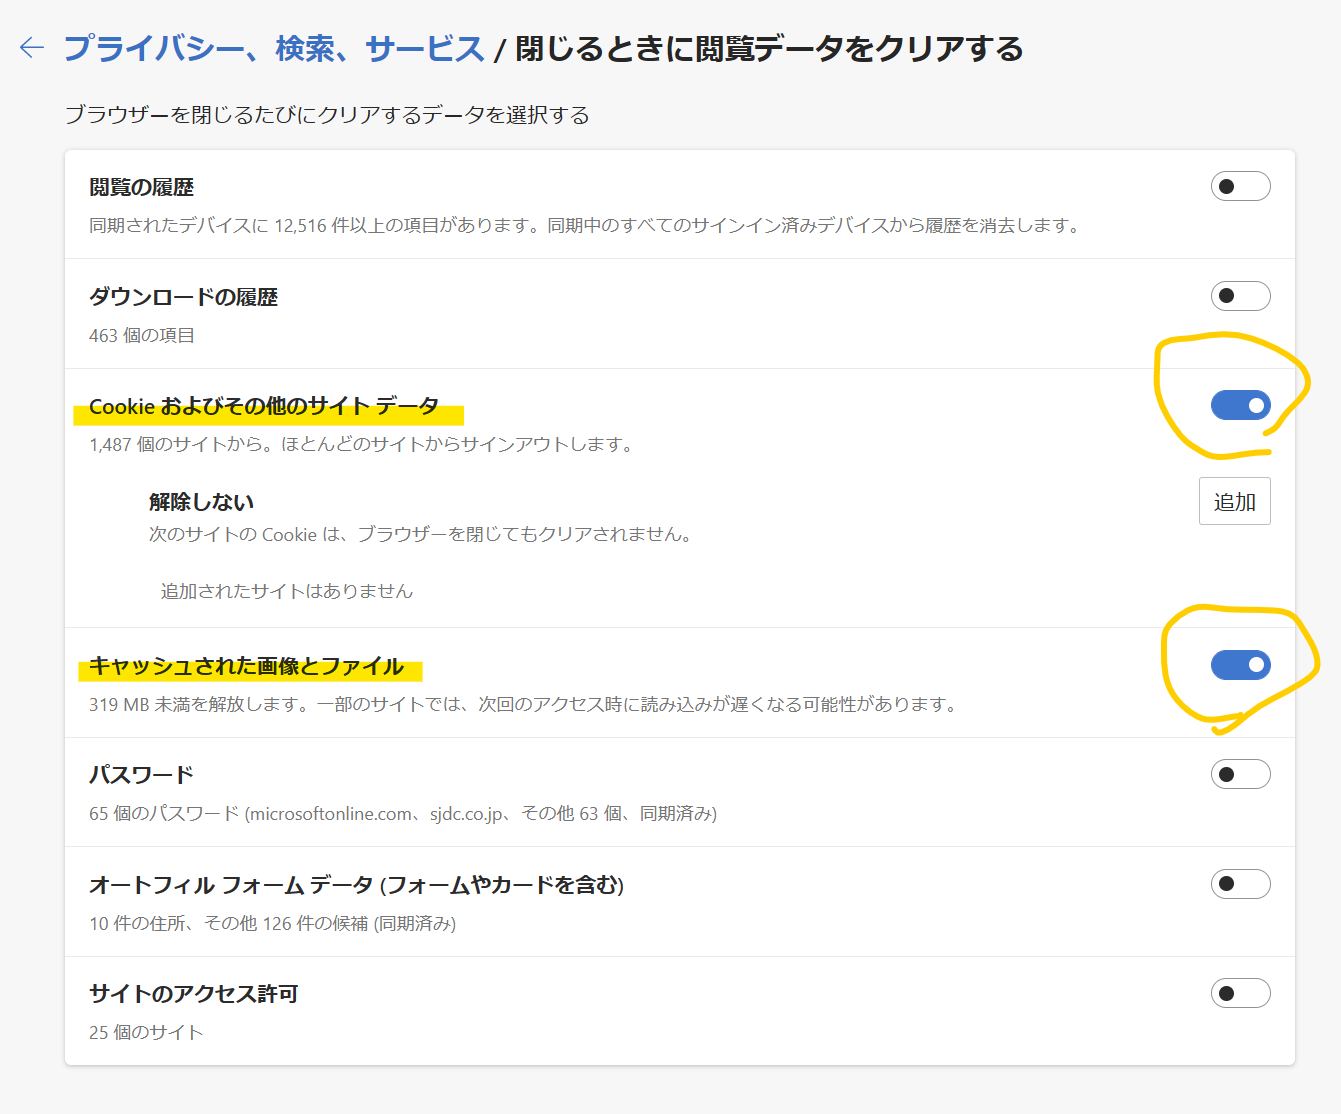 プライバシー、検索、サービス / 閉じるときに閲覧データをクリアする
ブラウザーを閉じるたびにクリアするデータを選択する
閲覧の履歴
同期されたデバイスに 12,516 件以上の項目があります。同期中のすべてのサインイン済みデバイスから履歴を消去します。
ダウンロードの履歴
463 個の項目
Cookie およびその他のサイト データ
1,487 個のサイトから。ほとんどのサイトからサインアウトします。
解除しない
追加
次のサイトの Cookie は、ブラウザーを閉じてもクリアされません。
追加されたサイトはありません
キャッシュされた画像とファイル
319 MB 未満を解放します。一部のサイトでは、次回のアクセス時に読み込みが遅くなる可能性があります。
パスワード
65 個のパスワード (microsoftonline.com、sjdc.co.jp、その他 63 個、同期済み)
オートフィル フォーム データ (フォームやカードを含む)
10 件の住所、その他 126 件の候補 (同期済み)
サイトのアクセス許可
25 個のサイト